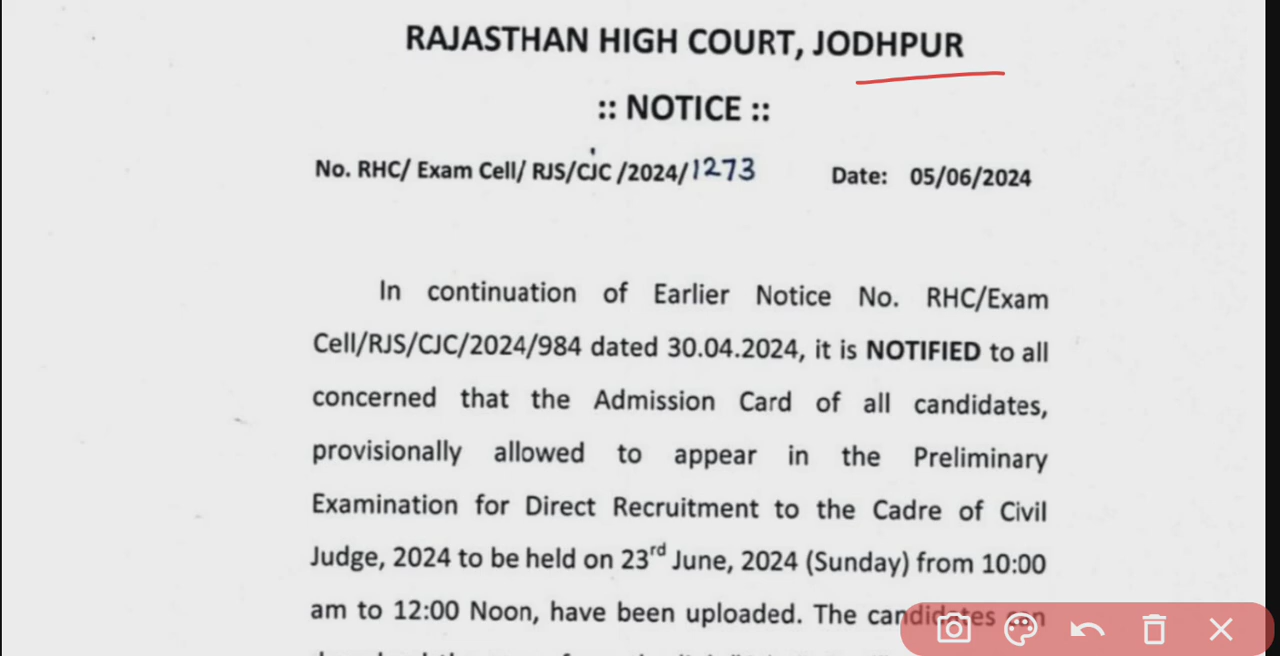 RAJASTHAN HIGH COURT, JODHPUR
:: NOTICE ::
No. RHC/ Exam Cell/ RJS/CJC /2024/1273 Date: 05/06/2024
In continuation of Earlier Notice No. RHC/Exam
Cell/RJS/CJC/2024/984 dated 30.04.2024, it is NOTIFIED to all
concerned that the Admission Card of all candidates,
provisionally allowed to appear in the Preliminary
Examination for Direct Recruitment to the Cadre of Civil
Judge, 2024 to be held on 23rd June, 2024 (Sunday) from 10:00
am to 12:00 Noon, have been uploaded. The candidates can